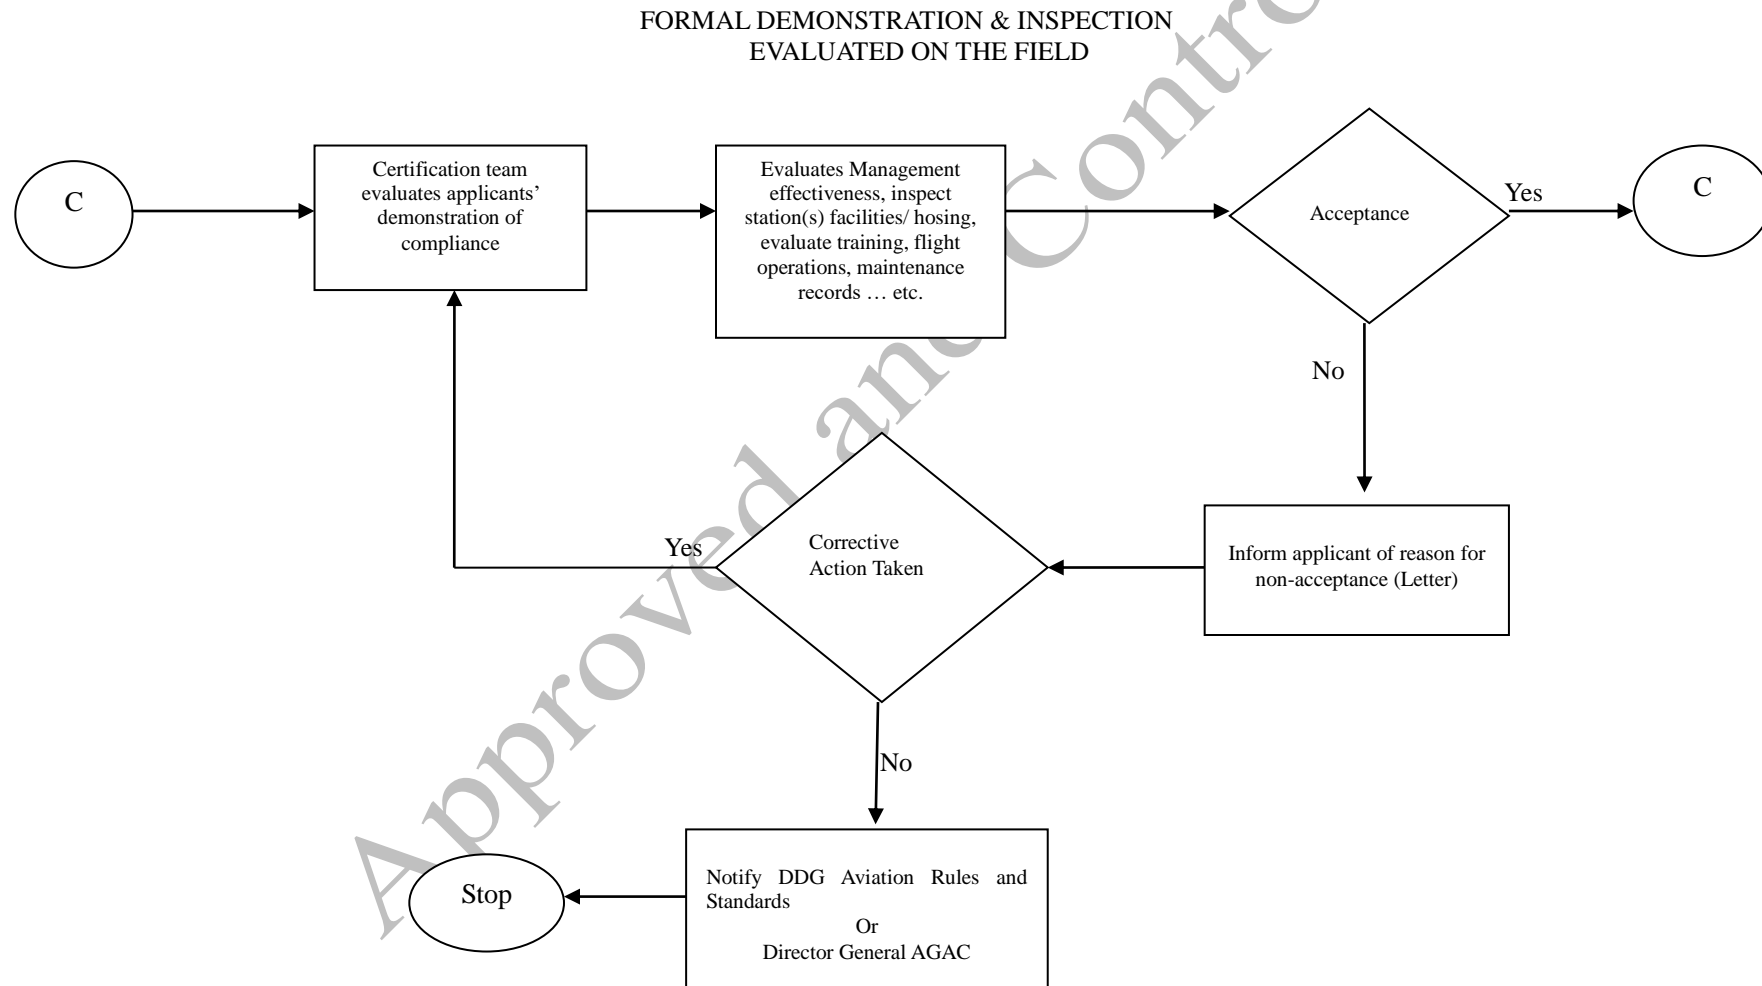 FORMAL DEMONSTRATION & INSPECTION
EVALUATED ON THE FIELD
C
Certification team
evaluates applicants’
demonstration of
compliance
Evaluates Management
effectiveness, inspect
station(s) facilities/ hosing,
evaluate training, flight
operations, maintenance
records … etc.
Acceptance
Yes
C
No
Inform applicant of reason for
non-acceptance (Letter)
Corrective
Action Taken
Yes
No
Notify DDG Aviation Rules and
Standards
Or
Director General AGAC
Stop
Approved and Contro